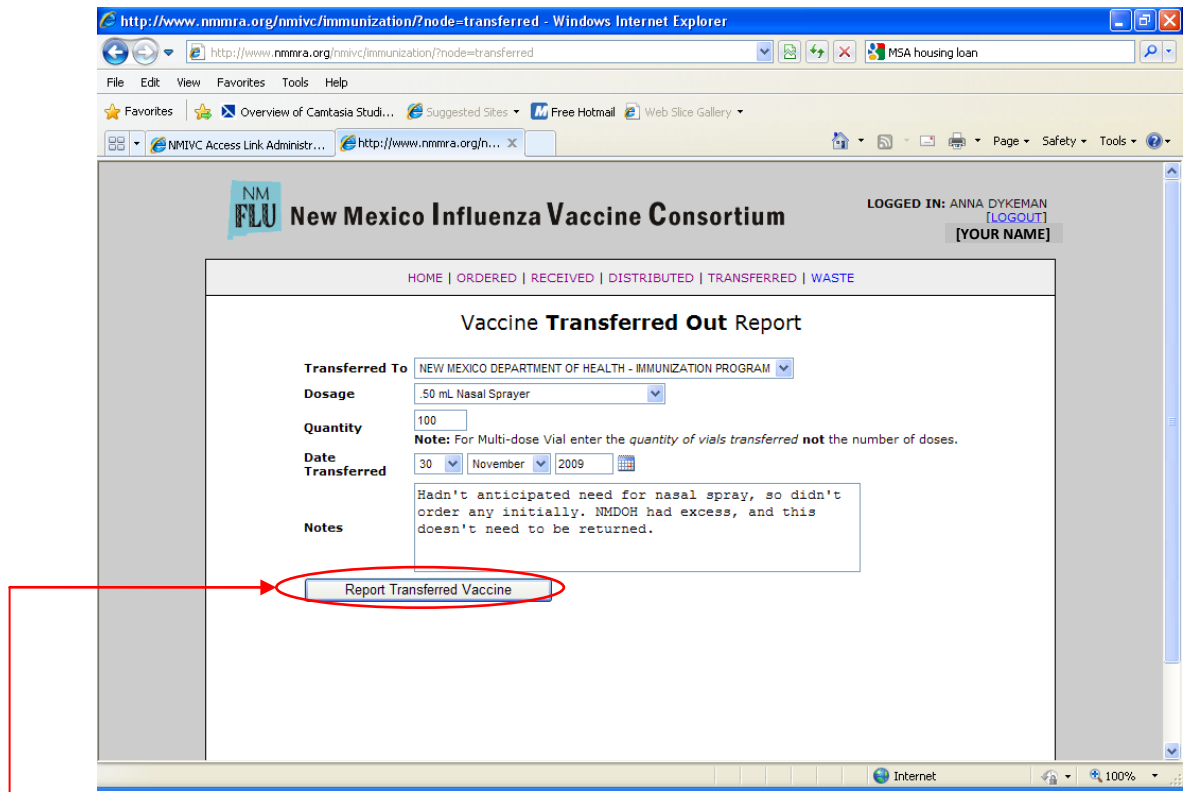 http://www.nmmra.org/nmivc/immunization/?node=transferred - Windows Internet Explorer
http://www.nmmra.org/nmivc/immunization/?node=transferred
MSA housing loan
File Edit View Favorites Tools Help
Favorites Overview of Camtasia Studi... Suggested Sites Free Hotmail Web Slice Gallery
NMIVC Access Link Administr... http://www.nmmra.org/n... Page Safety Tools
NM
FLU New Mexico Influenza Vaccine Consortium
LOGGED IN: ANNA DYKEMAN
[LOGOUT]
[YOUR NAME]
HOME | ORDERED | RECEIVED | DISTRIBUTED | TRANSFERRED | WASTE
Vaccine Transferred Out Report
Transferred To NEW MEXICO DEPARTMENT OF HEALTH - IMMUNIZATION PROGRAM
Dosage .50 mL Nasal Sprayer
Quantity 100
Note: For Multi-dose Vial enter the quantity of vials transferred not the number of doses.
Date
Transferred 30 November 2009
Notes
Hadn't anticipated need for nasal spray, so didn't
order any initially. NMDOH had excess, and this
doesn't need to be returned.
Report Transferred Vaccine
Internet 100%